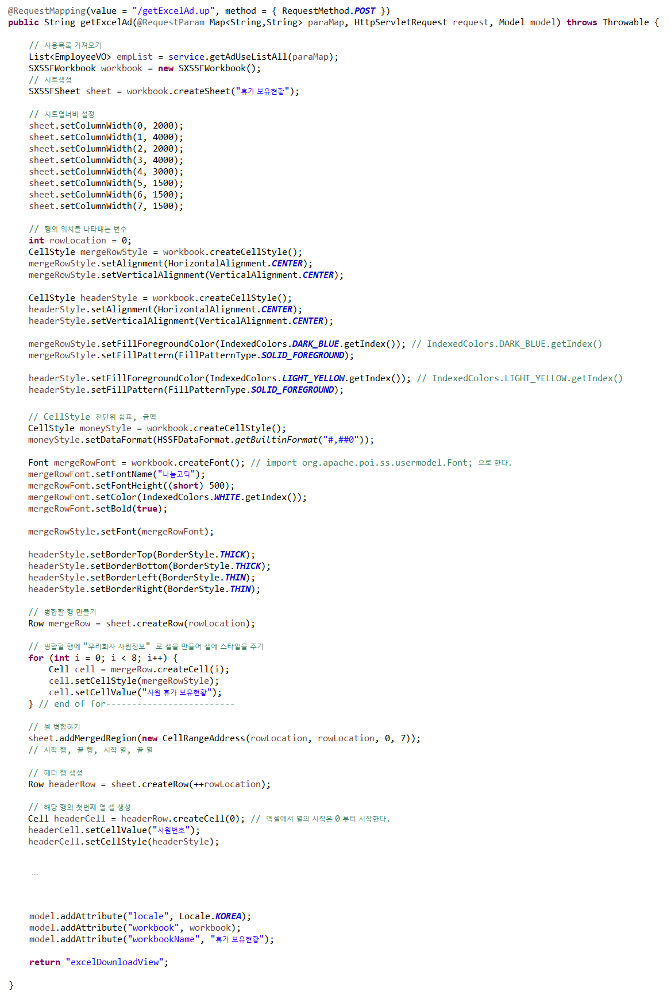 @RequestMapping(value = "/getExcelAd.up", method = { RequestMethod.POST })
public String getExcelAd(@RequestParam Map<String,String> paraMap, HttpServletRequest request, Model model) throws Throwable {
// 사용목록 가져오기
List<EmployeeVO> empList = service.getAdUseListAll(paraMap);
SXSSFWorkbook workbook = new SXSSFWorkbook();
// 시트생성
SXSSFSheet sheet = workbook.createSheet("휴가 보유현황");
// 시트열너비 설정
sheet.setColumnWidth(0, 2000);
sheet.setColumnWidth(1, 4000);
sheet.setColumnWidth(2, 2000);
sheet.setColumnWidth(3, 4000);
sheet.setColumnWidth(4, 3000);
sheet.setColumnWidth(5, 1500);
sheet.setColumnWidth(6, 1500);
sheet.setColumnWidth(7, 1500);
// 행의 위치를 나타내는 변수
int rowLocation = 0;
CellStyle mergeRowStyle = workbook.createCellStyle();
mergeRowStyle.setAlignment(HorizontalAlignment.CENTER);
mergeRowStyle.setVerticalAlignment(VerticalAlignment.CENTER);
CellStyle headerStyle = workbook.createCellStyle();
headerStyle.setAlignment(HorizontalAlignment.CENTER);
headerStyle.setVerticalAlignment(VerticalAlignment.CENTER);
mergeRowStyle.setFillForegroundColor(IndexedColors.DARK_BLUE.getIndex()); // IndexedColors.DARK_BLUE.getIndex()
mergeRowStyle.setFillPattern(FillPatternType.SOLID_FOREGROUND);
headerStyle.setFillForegroundColor(IndexedColors.LIGHT_YELLOW.getIndex()); // IndexedColors.LIGHT_YELLOW.getIndex()
headerStyle.setFillPattern(FillPatternType.SOLID_FOREGROUND);
// CellStyle 천단위 쉼표, 금액
CellStyle moneyStyle = workbook.createCellStyle();
moneyStyle.setDataFormat(HSSFDataFormat.getBuiltinFormat("#,##0"));
Font mergeRowFont = workbook.createFont(); // import org.apache.poi.ss.usermodel.Font; 으로 한다.
mergeRowFont.setFontName("나눔고딕");
mergeRowFont.setFontHeight((short) 500);
mergeRowFont.setColor(IndexedColors.WHITE.getIndex());
mergeRowFont.setBold(true);
mergeRowStyle.setFont(mergeRowFont);
headerStyle.setBorderTop(BorderStyle.THICK);
headerStyle.setBorderBottom(BorderStyle.THICK);
headerStyle.setBorderLeft(BorderStyle.THIN);
headerStyle.setBorderRight(BorderStyle.THIN);
// 병합할 행 만들기
Row mergeRow = sheet.createRow(rowLocation);
// 병합할 행에 "우리회사 사원정보" 로 셀을 만들어 셀에 스타일을 주기
for (int i = 0; i < 8; i++) {
Cell cell = mergeRow.createCell(i);
cell.setCellStyle(mergeRowStyle);
cell.setCellValue("사원 휴가 보유현황");
} // end of for-------------------------
// 셀 병합하기
sheet.addMergedRegion(new CellRangeAddress(rowLocation, rowLocation, 0, 7));
// 시작 행, 끝 행, 시작 열, 끝 열
// 헤더 행 생성
Row headerRow = sheet.createRow(++rowLocation);
// 해당 행의 첫번째 열 셀 생성
Cell headerCell = headerRow.createCell(0); // 엑셀에서 열의 시작은 0 부터 시작한다.
headerCell.setCellValue("사원번호");
headerCell.setCellStyle(headerStyle);
...
model.addAttribute("locale", Locale.KOREA);
model.addAttribute("workbook", workbook);
model.addAttribute("workbookName", "휴가 보유현황");
return "excelDownloadView";
}